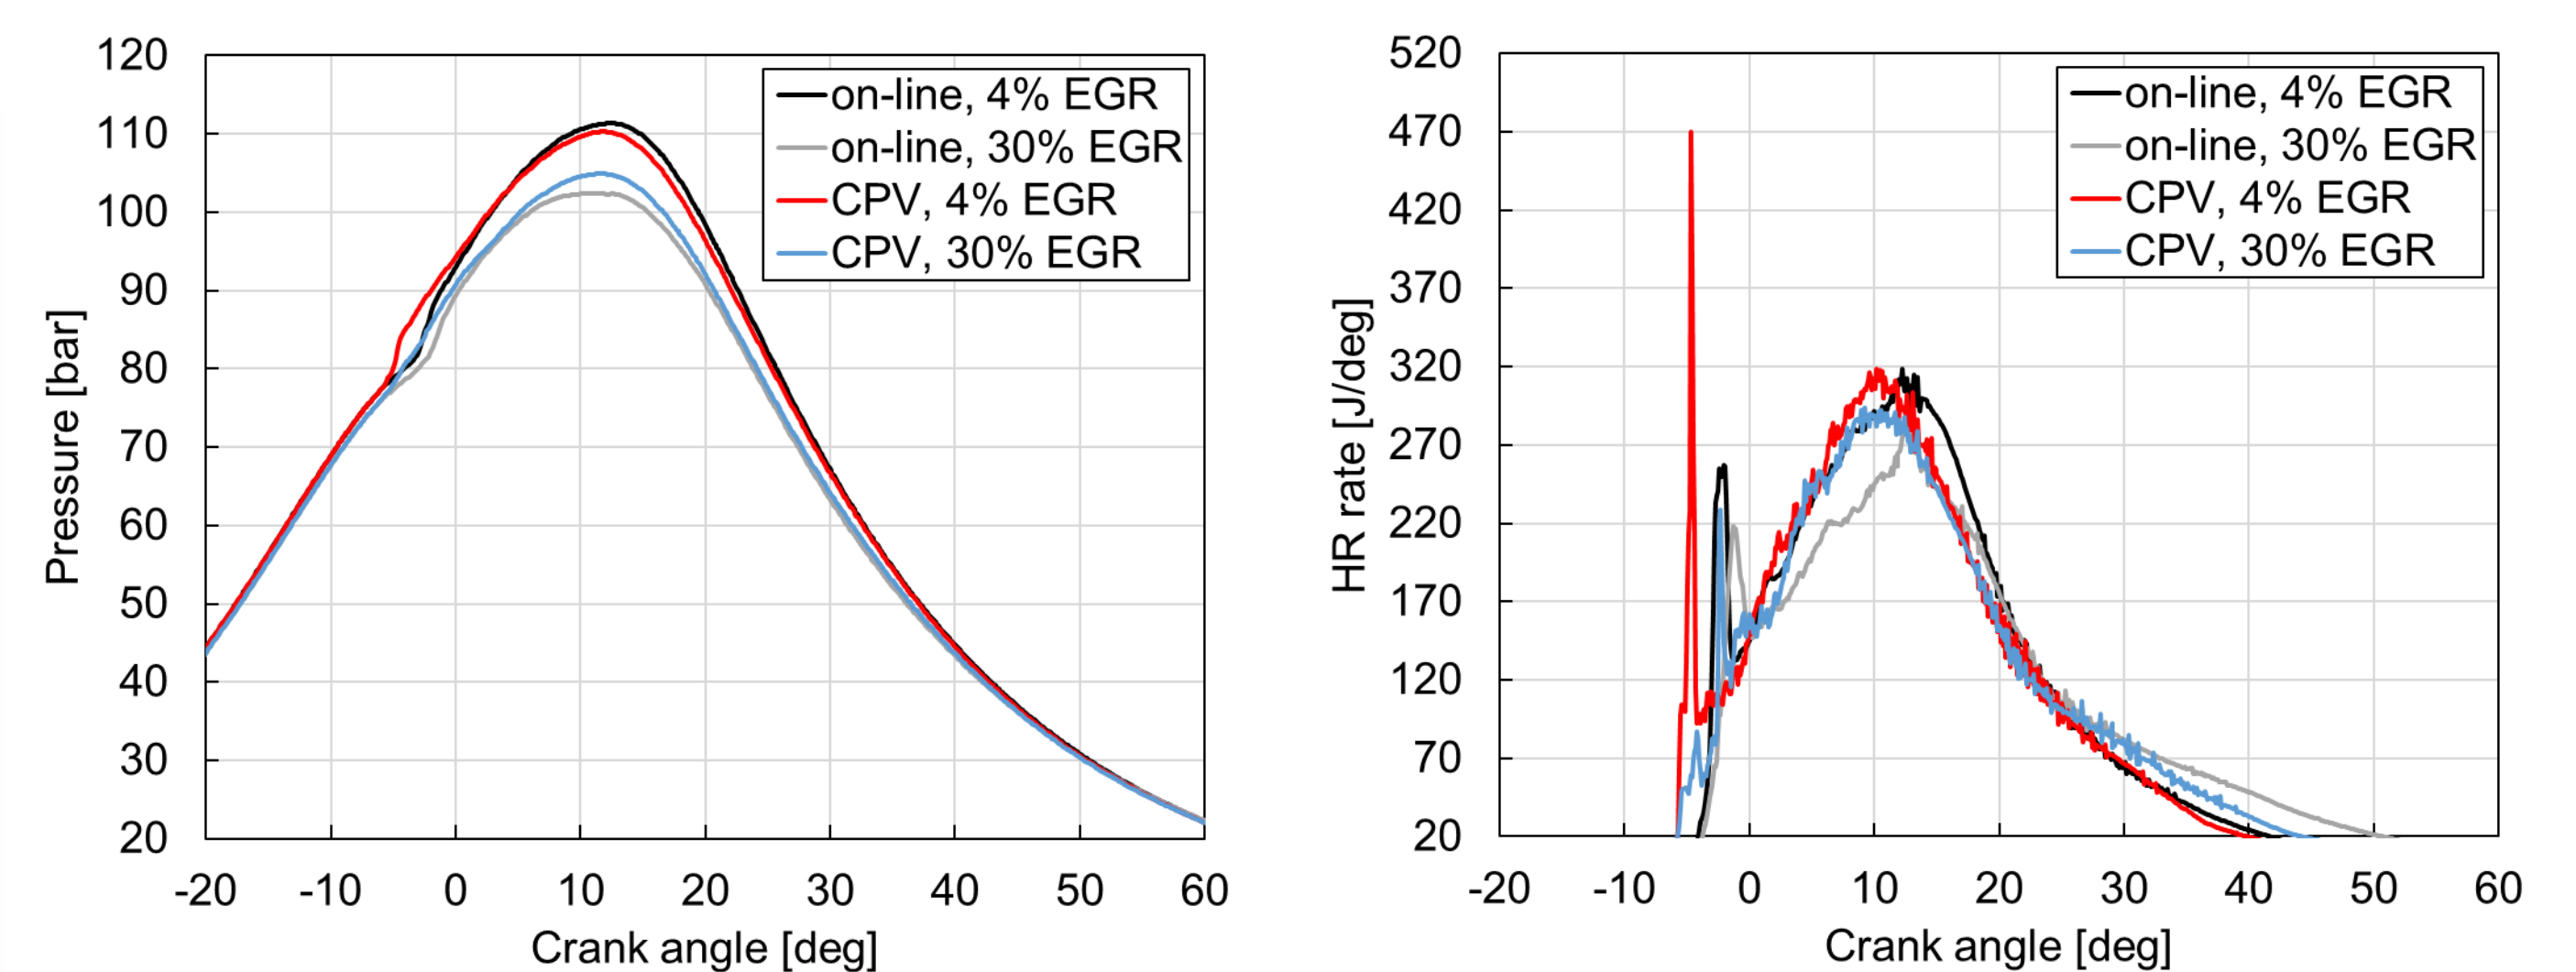 120
110
100
90
80
70
60
50
40
30
20
Pressure [bar]
on-line, 4% EGR
on-line, 30% EGR
CPV, 4% EGR
CPV, 30% EGR
-20 -10 0 10 20 30 40 50 60
Crank angle [deg]
520
470
420
370
320
270
220
170
120
70
20
HR rate [J/deg]
on-line, 4% EGR
on-line, 30% EGR
CPV, 4% EGR
CPV, 30% EGR
-20 -10 0 10 20 30 40 50 60
Crank angle [deg]